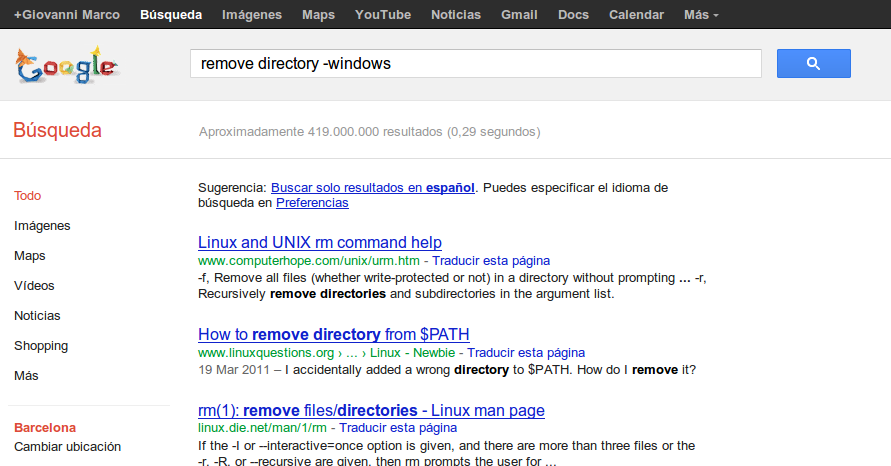 +Giovanni Marco Búsqueda Imágenes Maps YouTube Noticias Gmail Docs Calendar Más
Google
remove directory -windows
Búsqueda
Aproximadamente 419.000.000 resultados (0,29 segundos)
Todo
Imágenes
Maps
Vídeos
Noticias
Shopping
Más
Barcelona
Cambiar ubicación
Sugerencia: Buscar solo resultados en español. Puedes especificar el idioma de
búsqueda en Preferencias
Linux and UNIX rm command help
www.computerhope.com/unix/urm.htm - Traducir esta página
-f, Remove all files (whether write-protected or not) in a directory without prompting ... -r,
Recursively remove directories and subdirectories in the argument list.
How to remove directory from $PATH
www.linuxquestions.org › ... › Linux - Newbie - Traducir esta página
19 Mar 2011 – I accidentally added a wrong directory to $PATH. How do I remove it?
rm(1): remove files/directories - Linux man page
linux.die.net/man/1/rm - Traducir esta página
If the -I or --interactive=once option is given, and there are more than three files or the
-r, -R, or --recursive are given, then rm prompts the user for ...